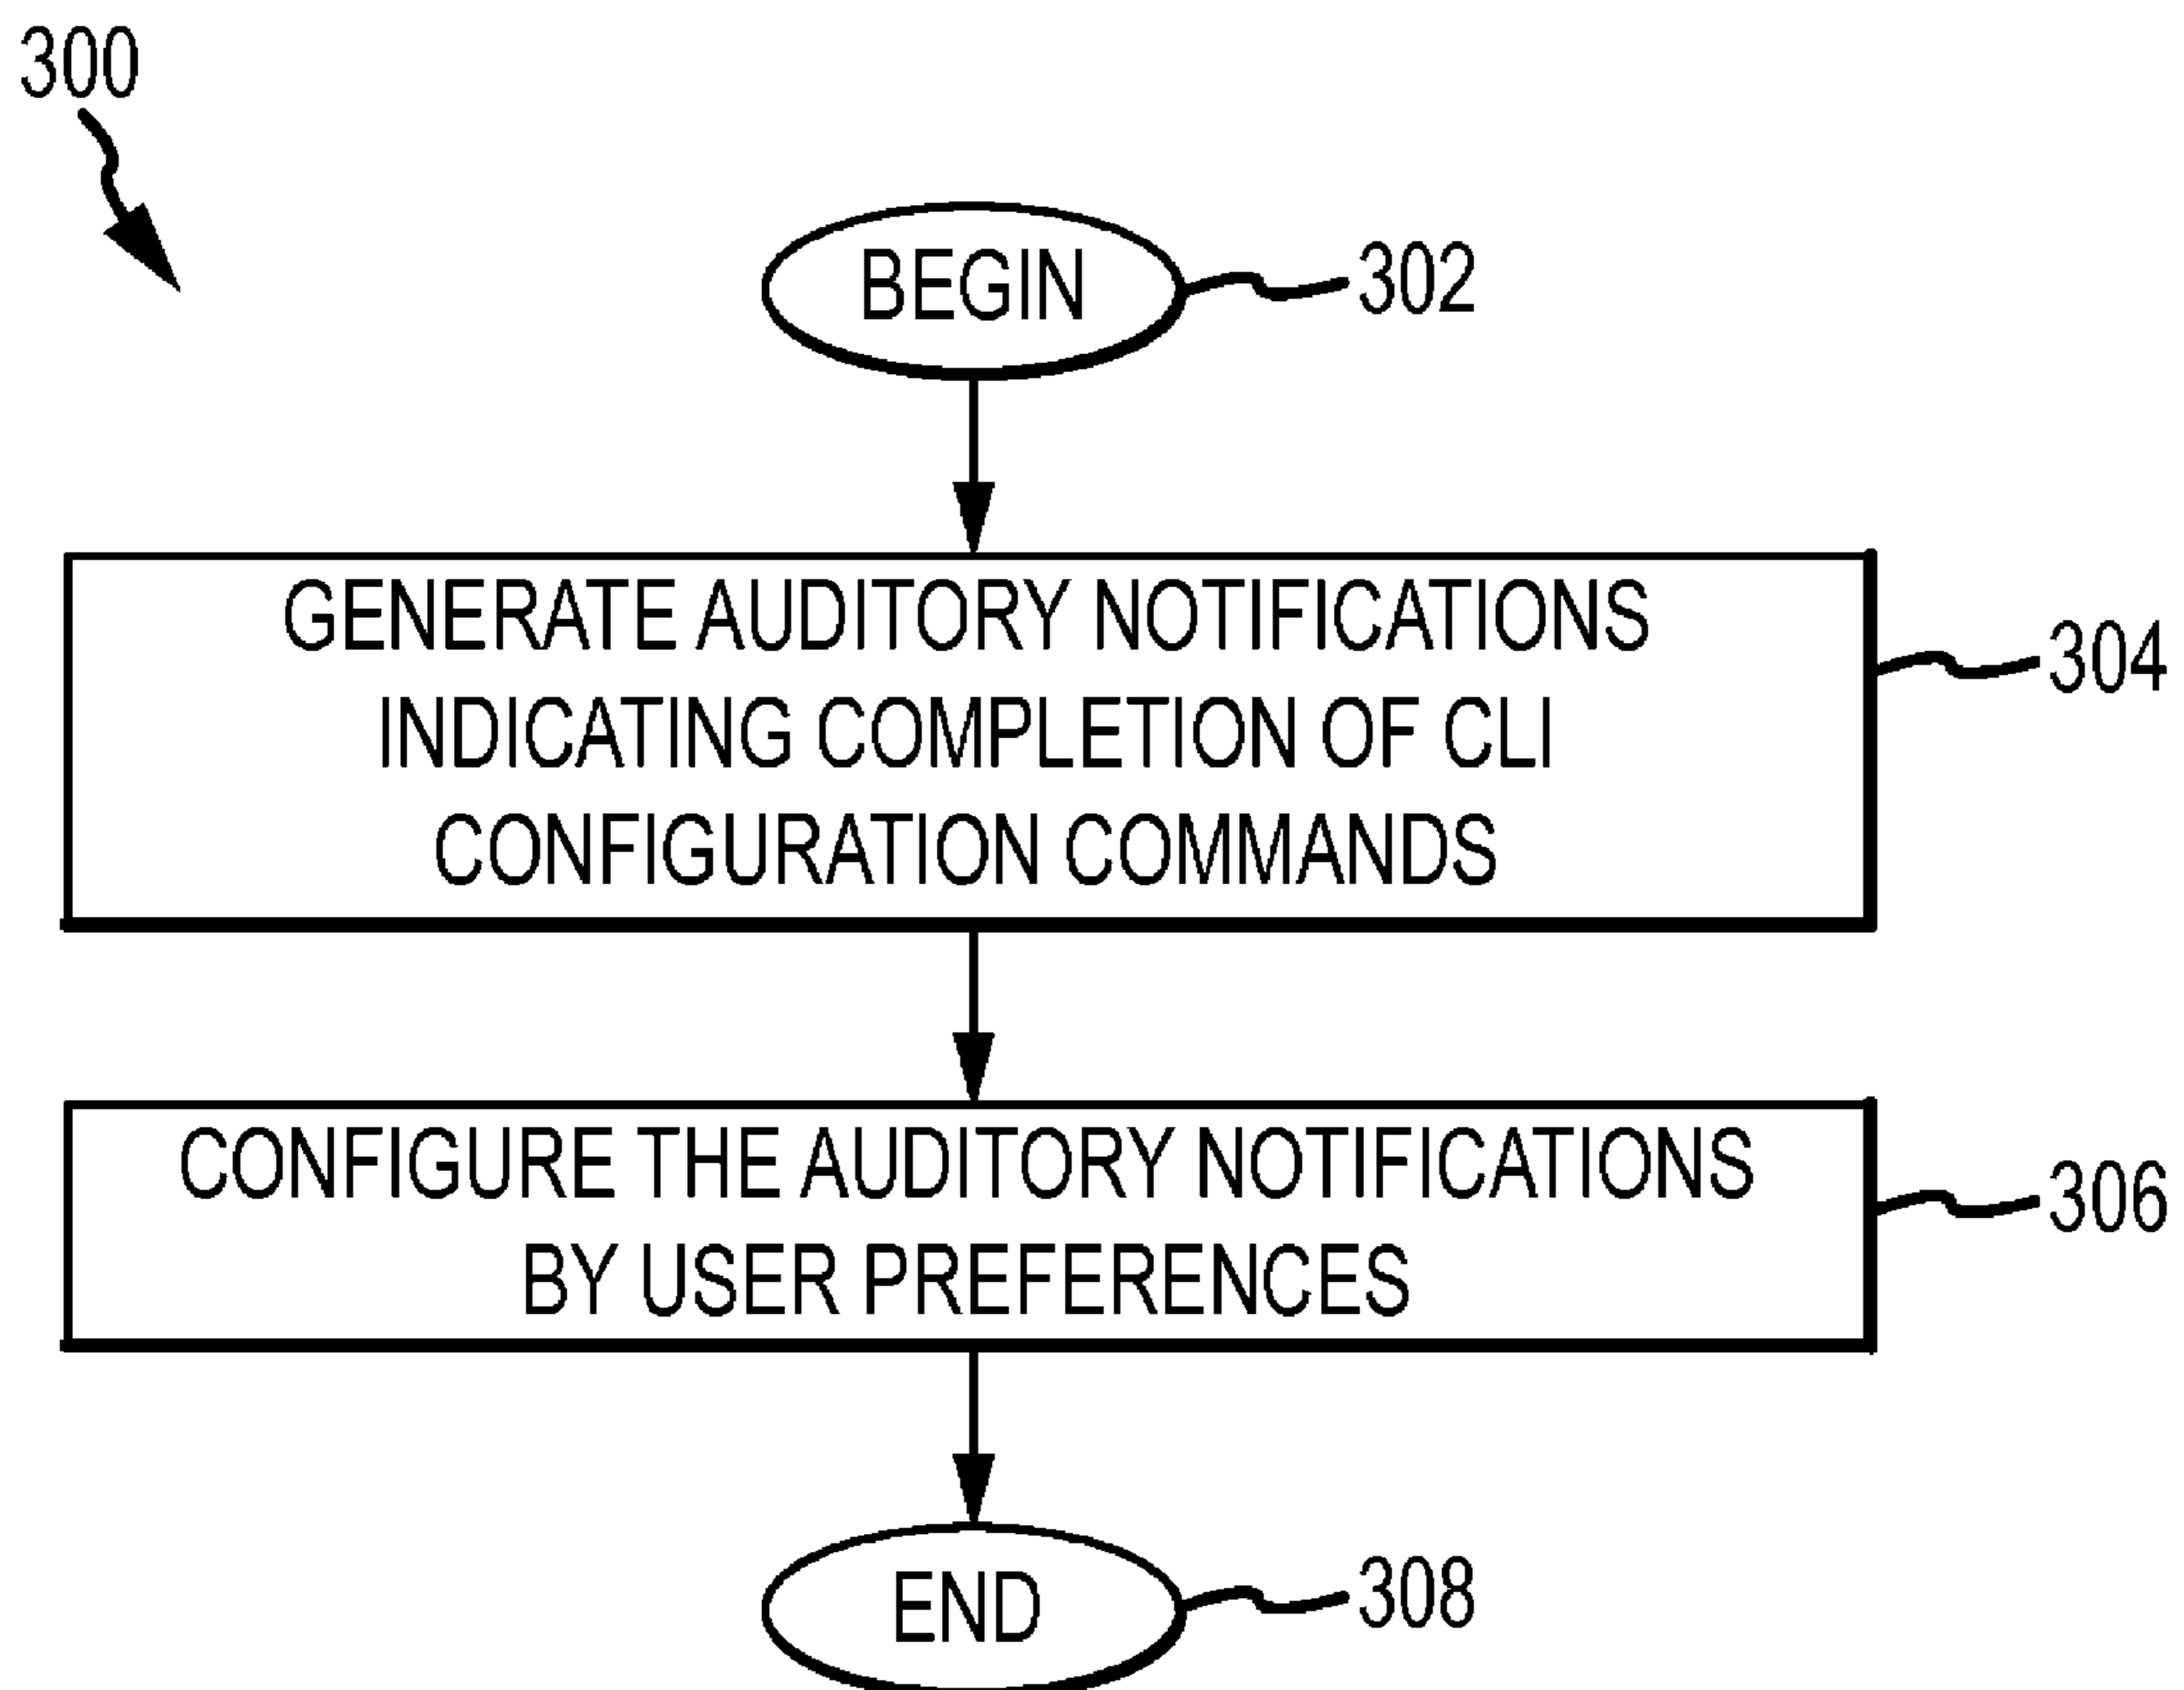 300
BEGIN
302
GENERATE AUDITORY NOTIFICATIONS
INDICATING COMPLETION OF CLI
CONFIGURATION COMMANDS
304
CONFIGURE THE AUDITORY NOTIFICATIONS
BY USER PREFERENCES
306
END
308